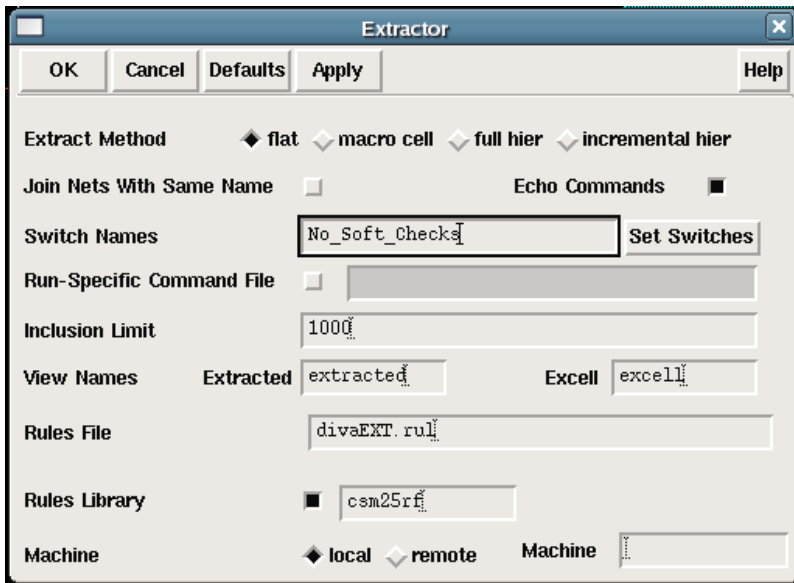 Extractor
OK Cancel Defaults Apply Help
Extract Method flat macro cell full hier incremental hier
Join Nets With Same Name Echo Commands
Switch Names No_Soft_Checks Set Switches
Run-Specific Command File
Inclusion Limit 1000
View Names Extracted extracted Excell excell
Rules File divaEXT.rul
Rules Library csm25rf
Machine local remote Machine